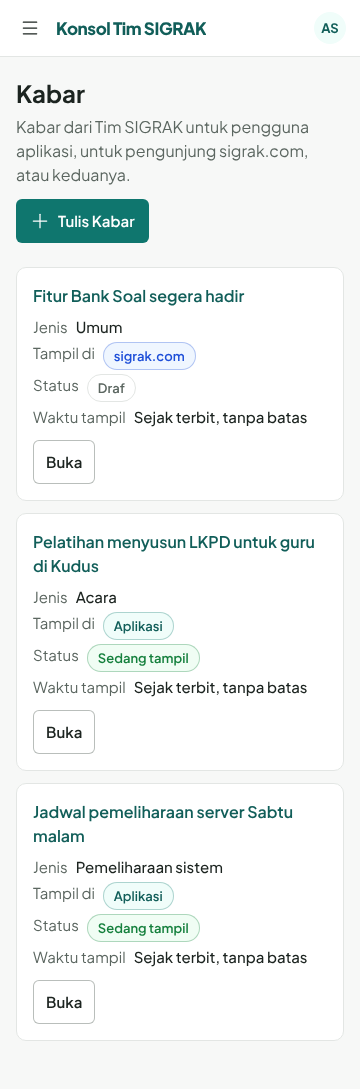 Konsol Tim SIGRAK
AS
Kabar
Kabar dari Tim SIGRAK untuk pengguna
aplikasi, untuk pengunjung sigrak.com,
atau keduanya.
Tulis Kabar
Fitur Bank Soal segera hadir
Jenis Umum
Tampil di sigrak.com
Status Draf
Waktu tampil Sejak terbit, tanpa batas
Buka
Pelatihan menyusun LKPD untuk guru
di Kudus
Jenis Acara
Tampil di Aplikasi
Status Sedang tampil
Waktu tampil Sejak terbit, tanpa batas
Buka
Jadwal pemeliharaan server Sabtu
malam
Jenis Pemeliharaan sistem
Tampil di Aplikasi
Status Sedang tampil
Waktu tampil Sejak terbit, tanpa batas
Buka